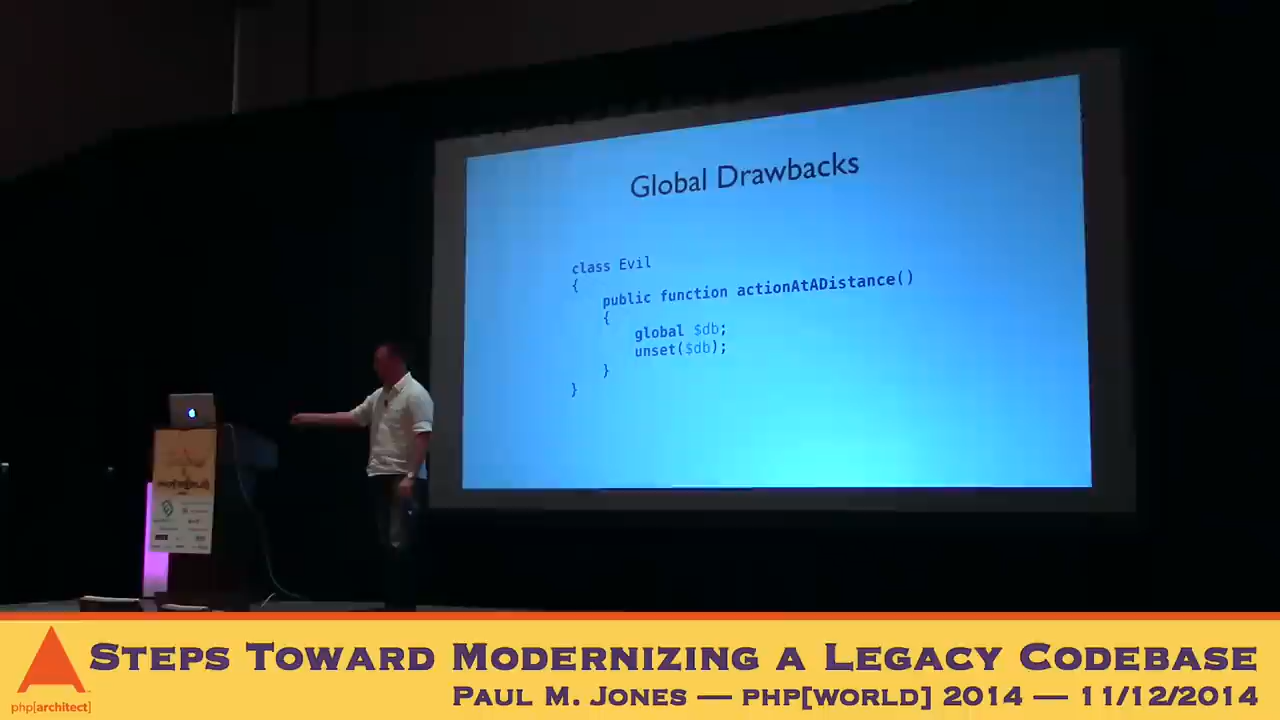 Global Drawbacks
class Evil
{
public function actionAtADistance()
{
global $db;
unset($db);
}
}
STEPS TOWARD MODERNIZING A LEGACY CODEBASE
PAUL M. JONES — PHP[WORLD] 2014 — 11/12/2014
php[architect]